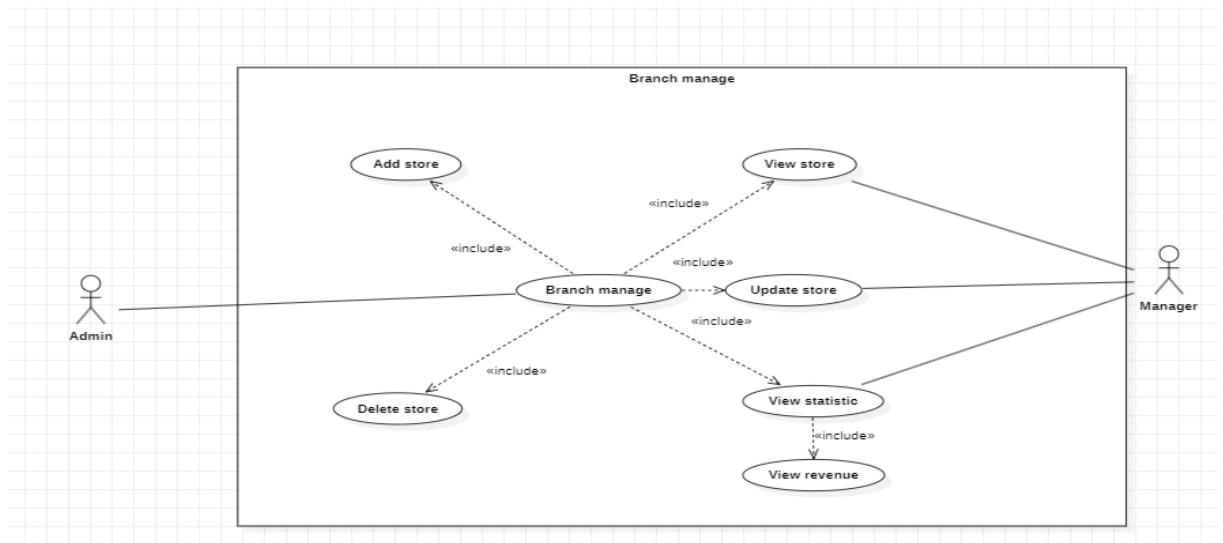 Branch manage
Add store
View store
«include»
«include»
«include»
Branch manage
Update store
Admin
Manager
«include»
«include»
Delete store
View statistic
«include»
View revenue